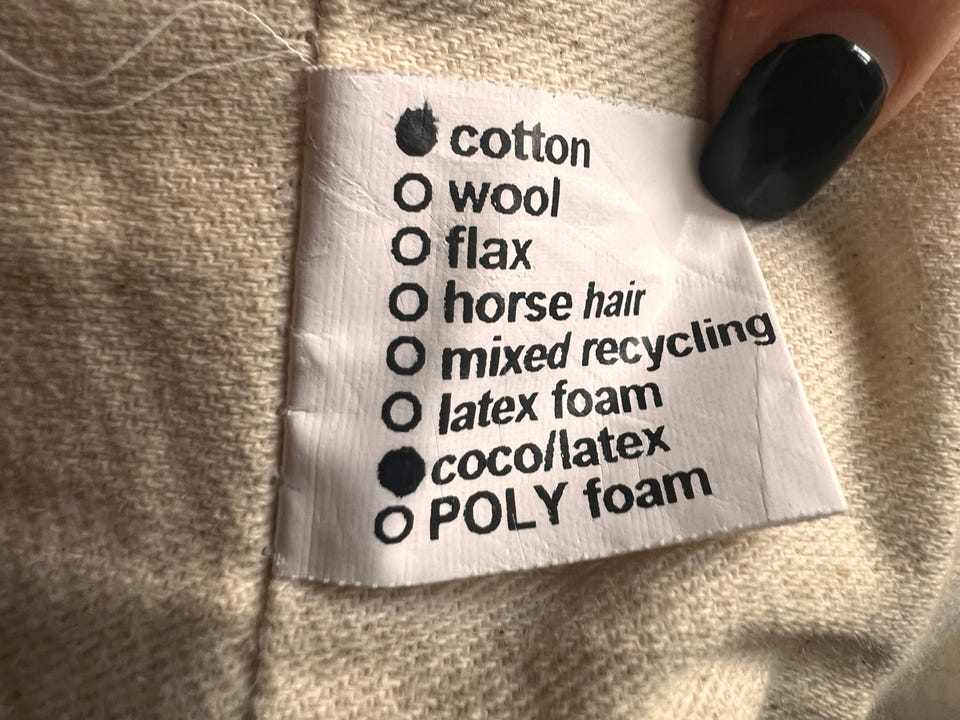 cotton
wool
flax
horse hair
mixed recycling
latex foam
coco/latex
POLY foam